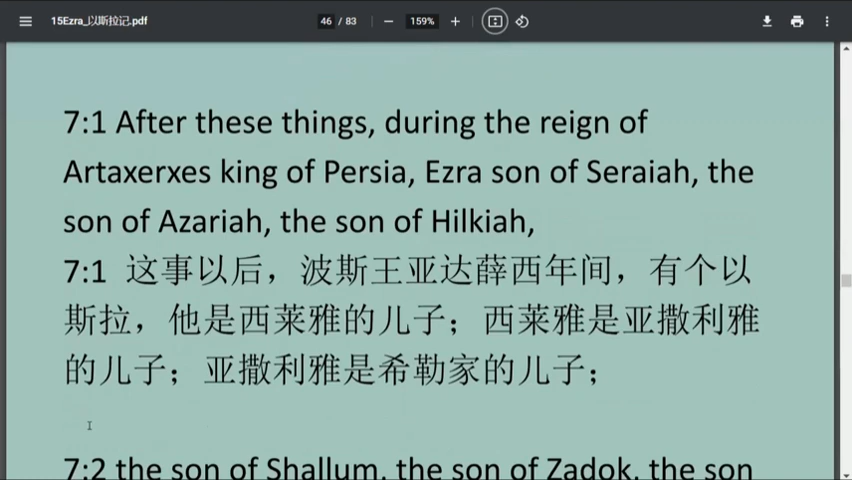 15Ezra_以斯拉记.pdf 46 / 83 159%
7:1 After these things, during the reign of
Artaxerxes king of Persia, Ezra son of Seraiah, the
son of Azariah, the son of Hilkiah,
7:1 这事以后，波斯王亚达薛西年间，有个以
斯拉，他是西莱雅的儿子；西莱雅是亚撒利雅
的儿子；亚撒利雅是希勒家的儿子；
7:2 the son of Shallum, the son of Zadok, the son